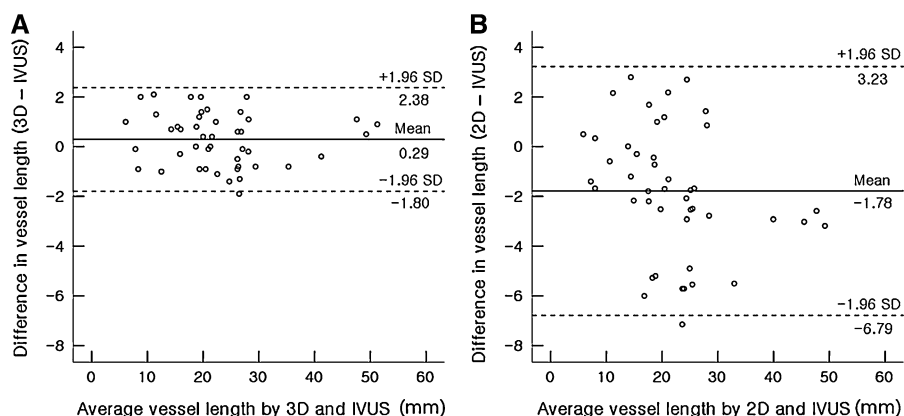 A
Difference in vessel length (3D – IVUS)
4
2
0
−2
−4
−6
−8
+1.96 SD
2.38
Mean
0.29
−1.96 SD
−1.80
0 10 20 30 40 50 60
Average vessel length by 3D and IVUS (mm)
B
Difference in vessel length (2D – IVUS)
4
2
0
−2
−4
−6
−8
+1.96 SD
3.23
Mean
−1.78
−1.96 SD
−6.79
0 10 20 30 40 50 60
Average vessel length by 2D and IVUS (mm)